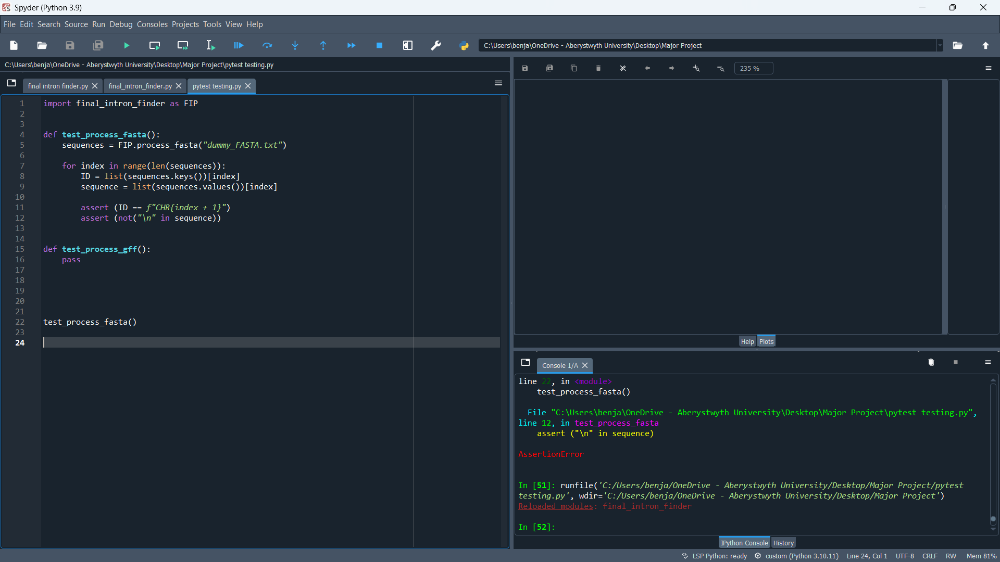 Spyder (Python 3.9)
File Edit Search Source Run Debug Consoles Projects Tools View Help
C:\Users\benja\OneDrive - Aberystwyth University\Desktop\Major Project
C:\Users\benja\OneDrive - Aberystwyth University\Desktop\Major Project\pytest testing.py
final intron finder.py
final_intron_finder.py
pytest testing.py
1 import final_intron_finder as FIP
2
3
4 def test_process_fasta():
5 sequences = FIP.process_fasta("dummy_FASTA.txt")
6
7 for index in range(len(sequences)):
8 ID = list(sequences.keys())[index]
9 sequence = list(sequences.values())[index]
10
11 assert (ID == f"CHR{index + 1}")
12 assert (not("\n" in sequence))
13
14
15 def test_process_gff():
16 pass
17
18
19
20
21
22 test_process_fasta()
23
24
235 %
Help Plots
Console 1/A
line 22, in <module>
test_process_fasta()
File "C:\Users\benja\OneDrive - Aberystwyth University\Desktop\Major Project\pytest testing.py",
line 12, in test_process_fasta
assert ("\n" in sequence)
AssertionError
In [51]: runfile('C:/Users/benja/OneDrive - Aberystwyth University/Desktop/Major Project/pytest
testing.py', wdir='C:/Users/benja/OneDrive - Aberystwyth University/Desktop/Major Project')
Reloaded modules: final_intron_finder
In [52]:
IPython Console History
LSP Python: ready custom (Python 3.10.11) Line 24, Col 1 UTF-8 CRLF RW Mem 81%